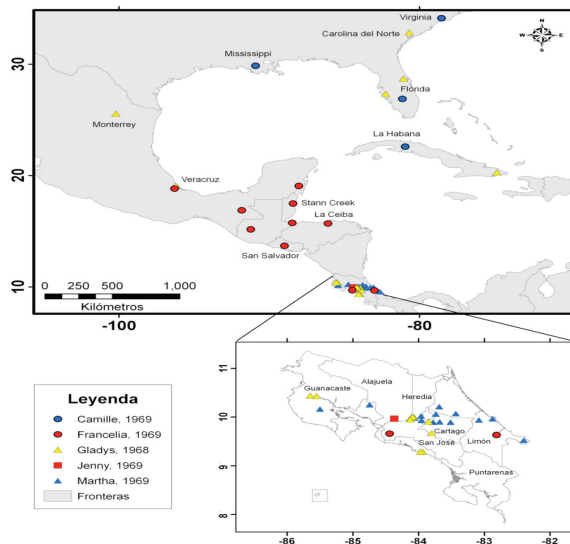 Virginia
N
W E
S
Carolina del Norte
Mississippi
30
Flórida
Monterrey
La Habana
Veracruz
20
Stann Creek
La Ceiba
San Salvador
0 250 500 1,000
Kilómetros
10
-100 -80
Leyenda
Camille, 1969
Francelia, 1969
Gladys, 1968
Jenny, 1969
Martha, 1969
Fronteras
11
Alajuela
Guanacaste Heredia
10
Cartago
San José Limón
9
Puntarenas
8
-86 -85 -84 -83 -82